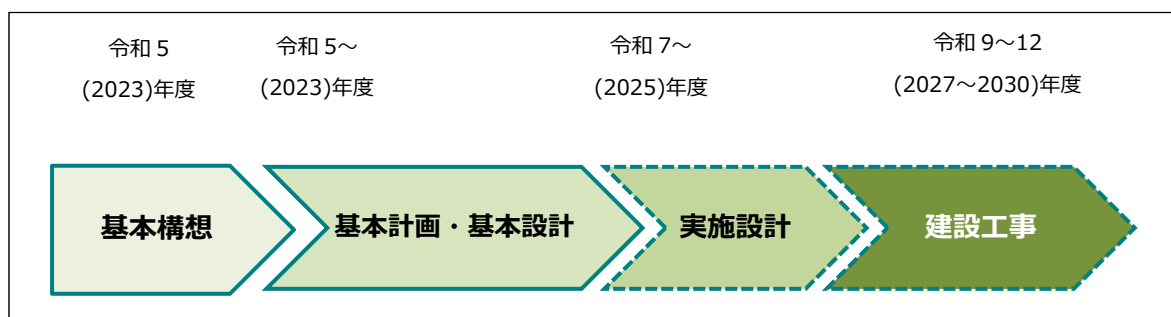 令和５
(2023)年度
令和 5～
(2023)年度
令和 7～
(2025)年度
令和 9～12
(2027～2030)年度
基本構想
基本計画・基本設計
実施設計
建設工事